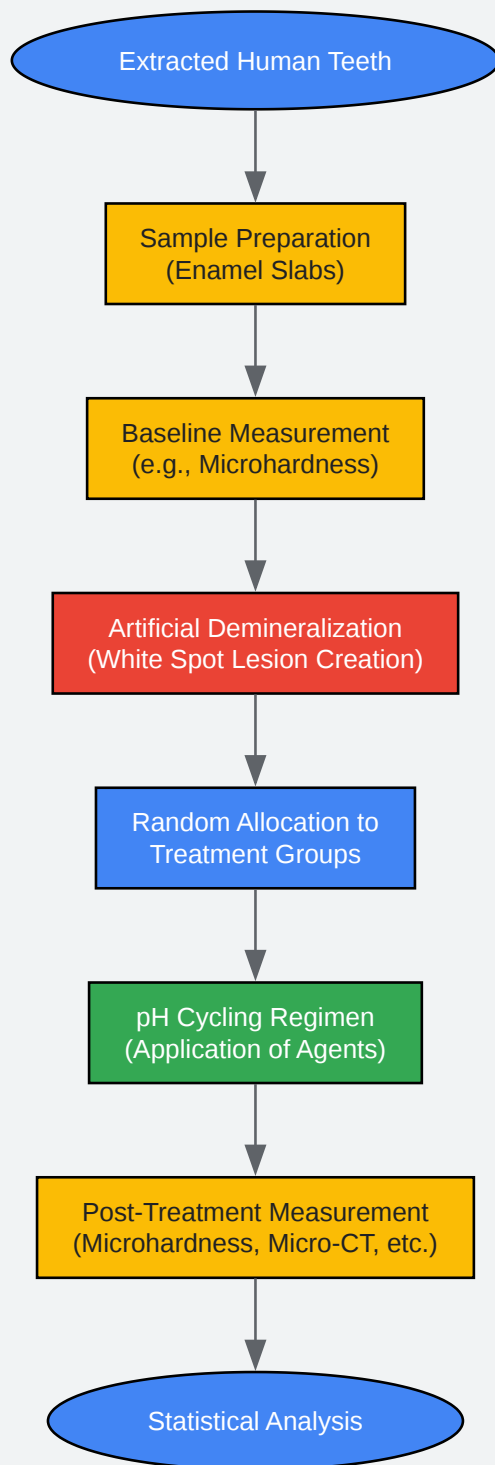 Extracted Human Teeth
Sample Preparation
(Enamel Slabs)
Baseline Measurement
(e.g., Microhardness)
Artificial Demineralization
(White Spot Lesion Creation)
Random Allocation to
Treatment Groups
pH Cycling Regimen
(Application of Agents)
Post-Treatment Measurement
(Microhardness, Micro-CT, etc.)
Statistical Analysis